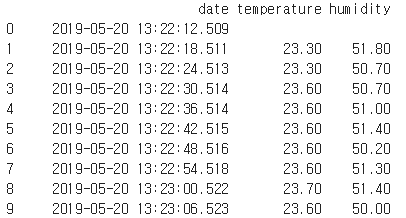 date temperature humidity
0 2019-05-20 13:22:12.509
1 2019-05-20 13:22:18.511 23.30 51.80
2 2019-05-20 13:22:24.513 23.30 50.70
3 2019-05-20 13:22:30.514 23.60 50.70
4 2019-05-20 13:22:36.514 23.60 51.00
5 2019-05-20 13:22:42.515 23.60 51.40
6 2019-05-20 13:22:48.516 23.60 50.20
7 2019-05-20 13:22:54.518 23.60 51.30
8 2019-05-20 13:23:00.522 23.70 51.40
9 2019-05-20 13:23:06.523 23.60 50.00